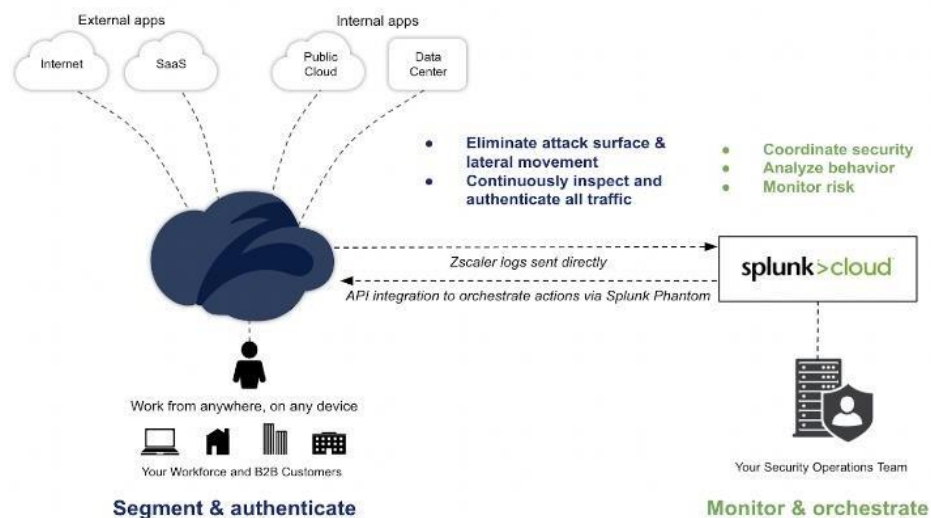 External apps
Internal apps
Internet
SaaS
Public
Cloud
Data
Center
• Eliminate attack surface &
lateral movement
• Continuously inspect and
authenticate all traffic
• Coordinate security
• Analyze behavior
• Monitor risk
Zscaler logs sent directly
API integration to orchestrate actions via Splunk Phantom
splunk>cloud
Work from anywhere, on any device
Your Workforce and B2B Customers
Your Security Operations Team
Segment & authenticate
Monitor & orchestrate